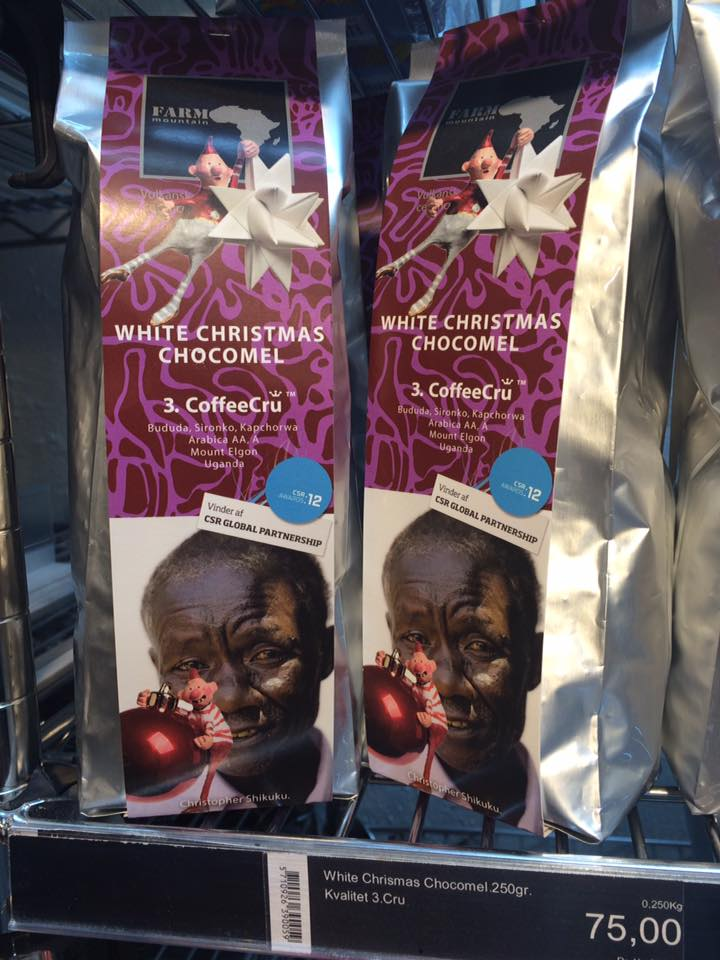 FARM
mountain
WHITE CHRISTMAS
CHOCOMEL
3. CoffeeCru™
Bududa, Sironko, Kapchorwa
Arabica AA, A
Mount Elgon
Uganda
CSR
AWARDS.12
Vinder af
CSR GLOBAL PARTNERSHIP
Christopher Shikuku.
FARM
mountain
WHITE CHRISTMAS
CHOCOMEL
3. CoffeeCru™
Bududa, Sironko, Kapchorwa
Arabica AA, A
Mount Elgon
Uganda
CSR
AWARDS.12
Vinder af
CSR GLOBAL PARTNERSHIP
Christopher Shikuku.
White Chrismas Chocomel 250gr.
Kvalitet 3.Cru
0,250Kg
75,00